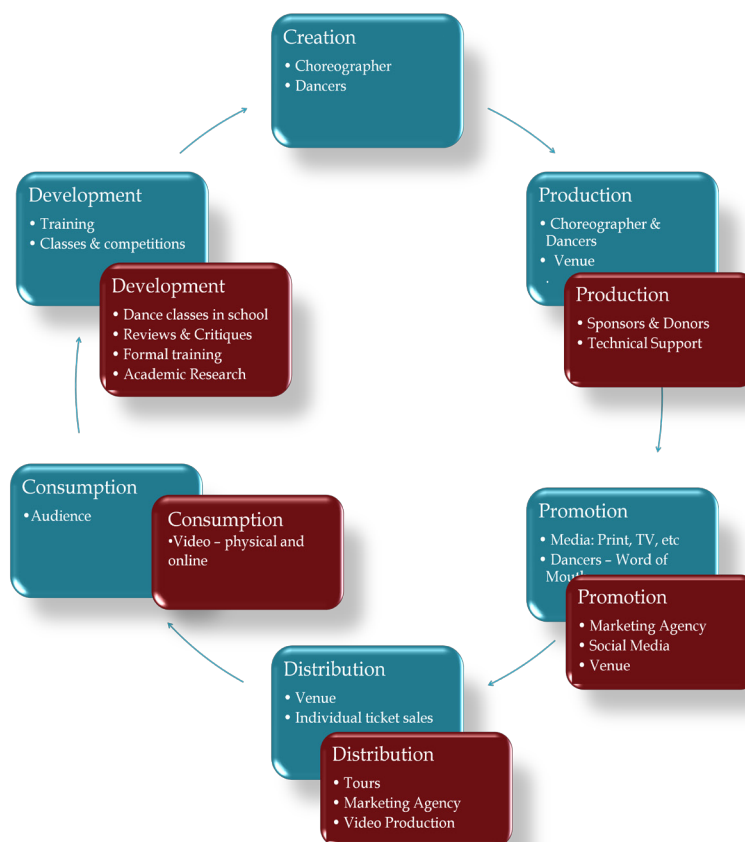 Creation
• Choreographer
• Dancers
Production
• Choreographer &
Dancers
• Venue
.
Production
• Sponsors & Donors
• Technical Support
Promotion
• Media: Print, TV, etc
• Dancers – Word of
Promotion
• Marketing Agency
• Social Media
• Venue
Distribution
• Venue
• Individual ticket sales
Distribution
• Tours
• Marketing Agency
• Video Production
Consumption
•Audience
Consumption
•Video – physical and
online
Development
• Training
• Classes & competitions
Development
• Dance classes in school
• Reviews & Critiques
• Formal training
• Academic Research